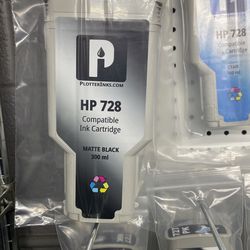 P
PLOTTERINKS.COM
HP 728
Compatible
Ink Cartridge
MATTE BLACK
300 ml